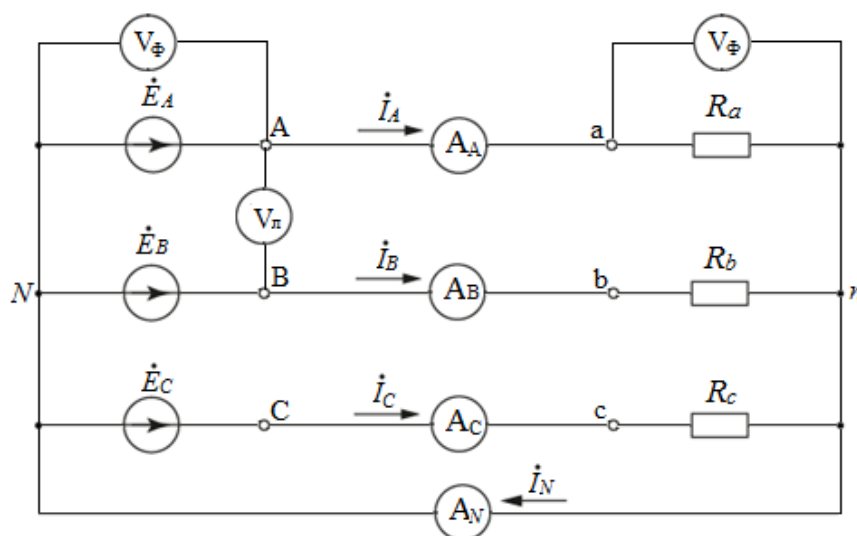 VФ VФ
ĖA A İA AA a Ra
Vл
N ĖB B İB AB b Rb n
ĖC C İC AC c Rc
AN İN